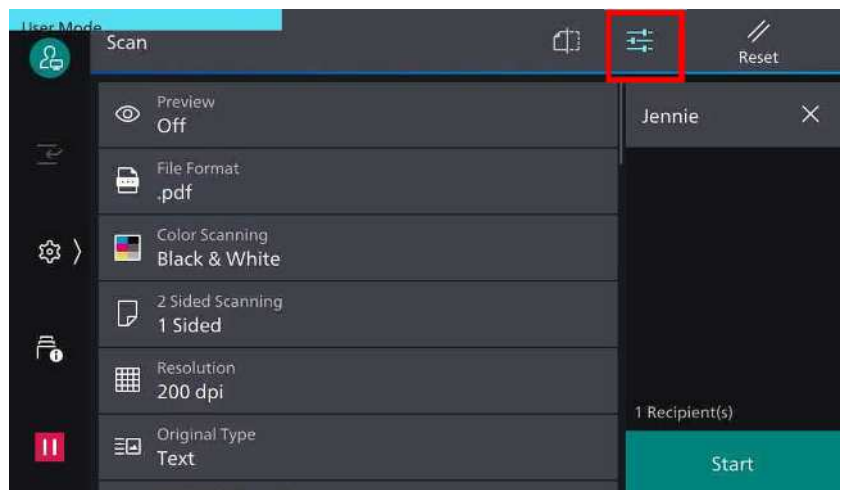 User Mode
Scan
Reset
Preview
Off
Jennie
File Format
.pdf
Color Scanning
Black & White
2 Sided Scanning
1 Sided
Resolution
200 dpi
1 Recipient(s)
Original Type
Text
Start